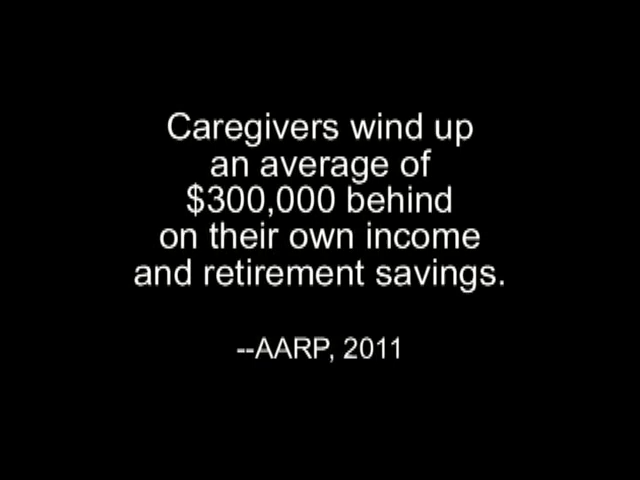 Caregivers wind up
an average of
$300,000 behind
on their own income
and retirement savings.
--AARP, 2011